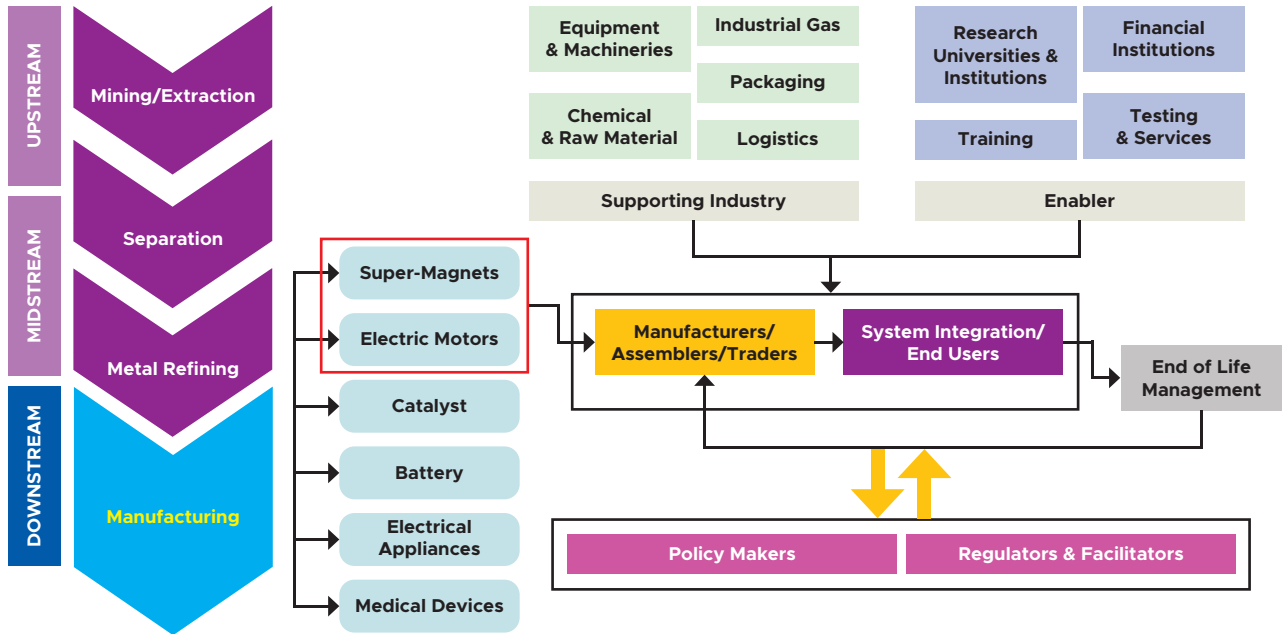 UPSTREAM
MIDSTREAM
DOWNSTREAM
Mining/Extraction
Separation
Metal Refining
Manufacturing
Super-Magnets
Electric Motors
Catalyst
Battery
Electrical
Appliances
Medical Devices
Equipment
& Machineries
Chemical
& Raw Material
Industrial Gas
Packaging
Logistics
Supporting Industry
Research
Universities &
Institutions
Training
Financial
Institutions
Testing
& Services
Enabler
Manufacturers/
Assemblers/Traders
System Integration/
End Users
End of Life
Management
Policy Makers
Regulators & Facilitators